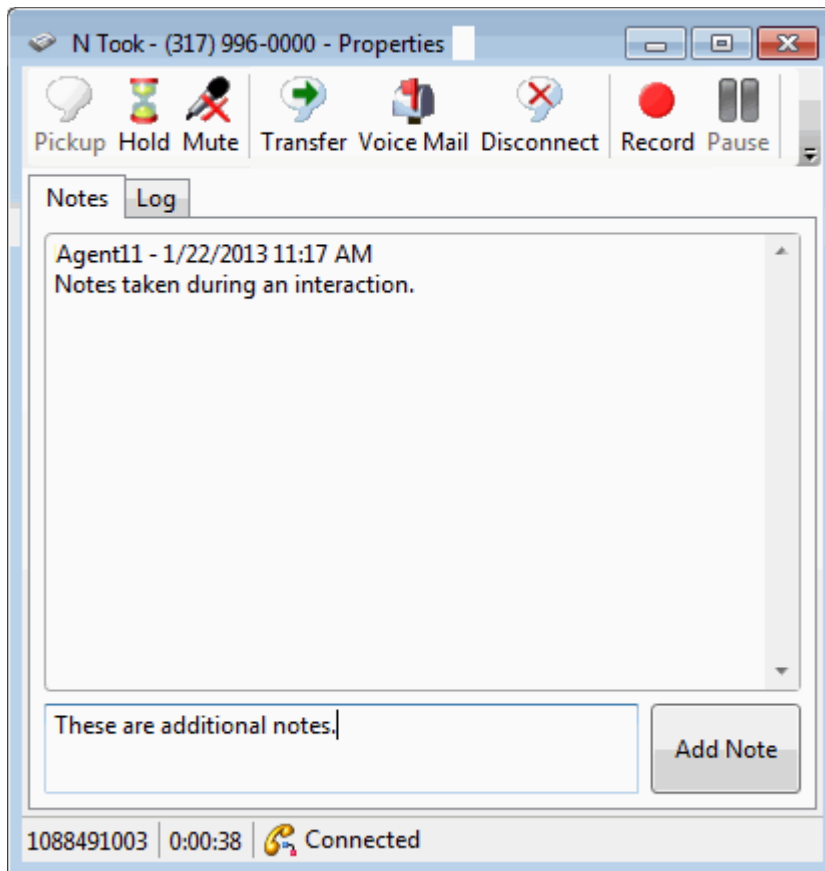 N Took - (317) 996-0000 - Properties
Pickup Hold Mute Transfer Voice Mail Disconnect Record Pause
Notes Log
Agent11 - 1/22/2013 11:17 AM
Notes taken during an interaction.
These are additional notes.
Add Note
1088491003 0:00:38 Connected